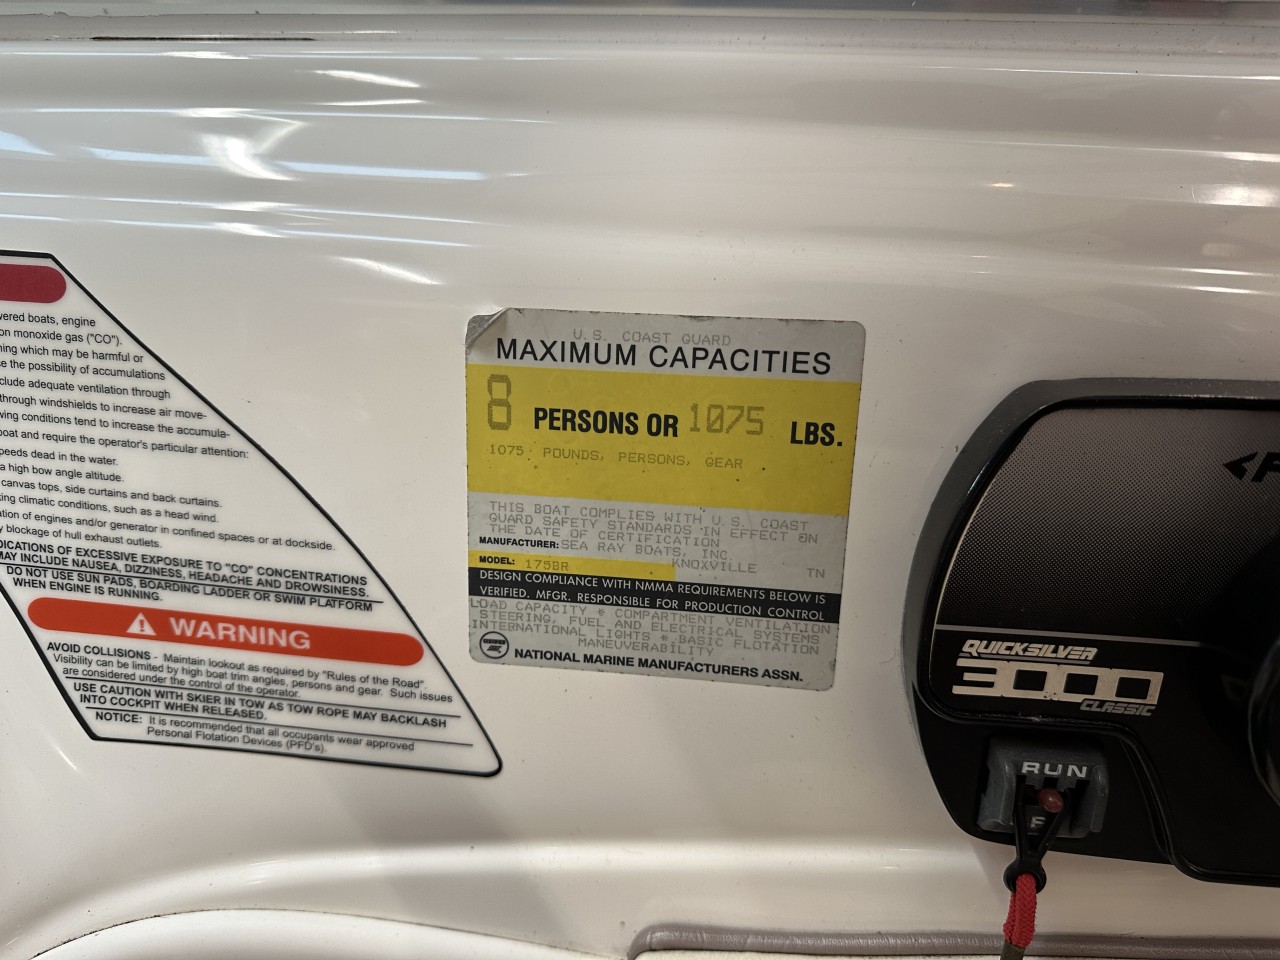 vered boats, engine
on monoxide gas ("CO").
ning which may be harmful or
e the possibility of accumulations
clude adequate ventilation through
through windshields to increase air move-
wing conditions tend to increase the accumula-
boat and require the operator's particular attention:
peeds dead in the water.
a high bow angle attitude.
canvas tops, side curtains and back curtains.
ting climatic conditions, such as a head wind.
ation of engines and/or generator in confined spaces or at dockside.
y blockage of hull exhaust outlets.
DICATIONS OF EXCESSIVE EXPOSURE TO "CO" CONCENTRATIONS
MAY INCLUDE NAUSEA, DIZZINESS, HEADACHE AND DROWSINESS.
DO NOT USE SUN PADS, BOARDING LADDER OR SWIM PLATFORM
WHEN ENGINE IS RUNNING.
WARNING
AVOID COLLISIONS - Maintain lookout as required by "Rules of the Road".
Visibility can be limited by high boat trim angles, persons and gear. Such issues
are considered under the control of the operator.
USE CAUTION WITH SKIER IN TOW AS TOW ROPE MAY BACKLASH
INTO COCKPIT WHEN RELEASED.
NOTICE: It is recommended that all occupants wear approved
Personal Flotation Devices (PFD's).
U.S. COAST GUARD
MAXIMUM CAPACITIES
8 PERSONS OR 1075 LBS.
1075 POUNDS, PERSONS, GEAR
THIS BOAT COMPLIES WITH U.S. COAST
GUARD SAFETY STANDARDS IN EFFECT ON
THE DATE OF CERTIFICATION
MANUFACTURER: SEA RAY BOATS, INC.
KNOXVILLE TN
MODEL: 175BR
DESIGN COMPLIANCE WITH NMMA REQUIREMENTS BELOW IS
VERIFIED. MFGR. RESPONSIBLE FOR PRODUCTION CONTROL
LOAD CAPACITY * COMPARTMENT VENTILATION
STEERING, FUEL AND ELECTRICAL SYSTEMS
INTERNATIONAL LIGHTS * BASIC FLOTATION
MANEUVERABILITY
NATIONAL MARINE MANUFACTURERS ASSN.
QUICKSILVER
3000
CLASSIC
RUN